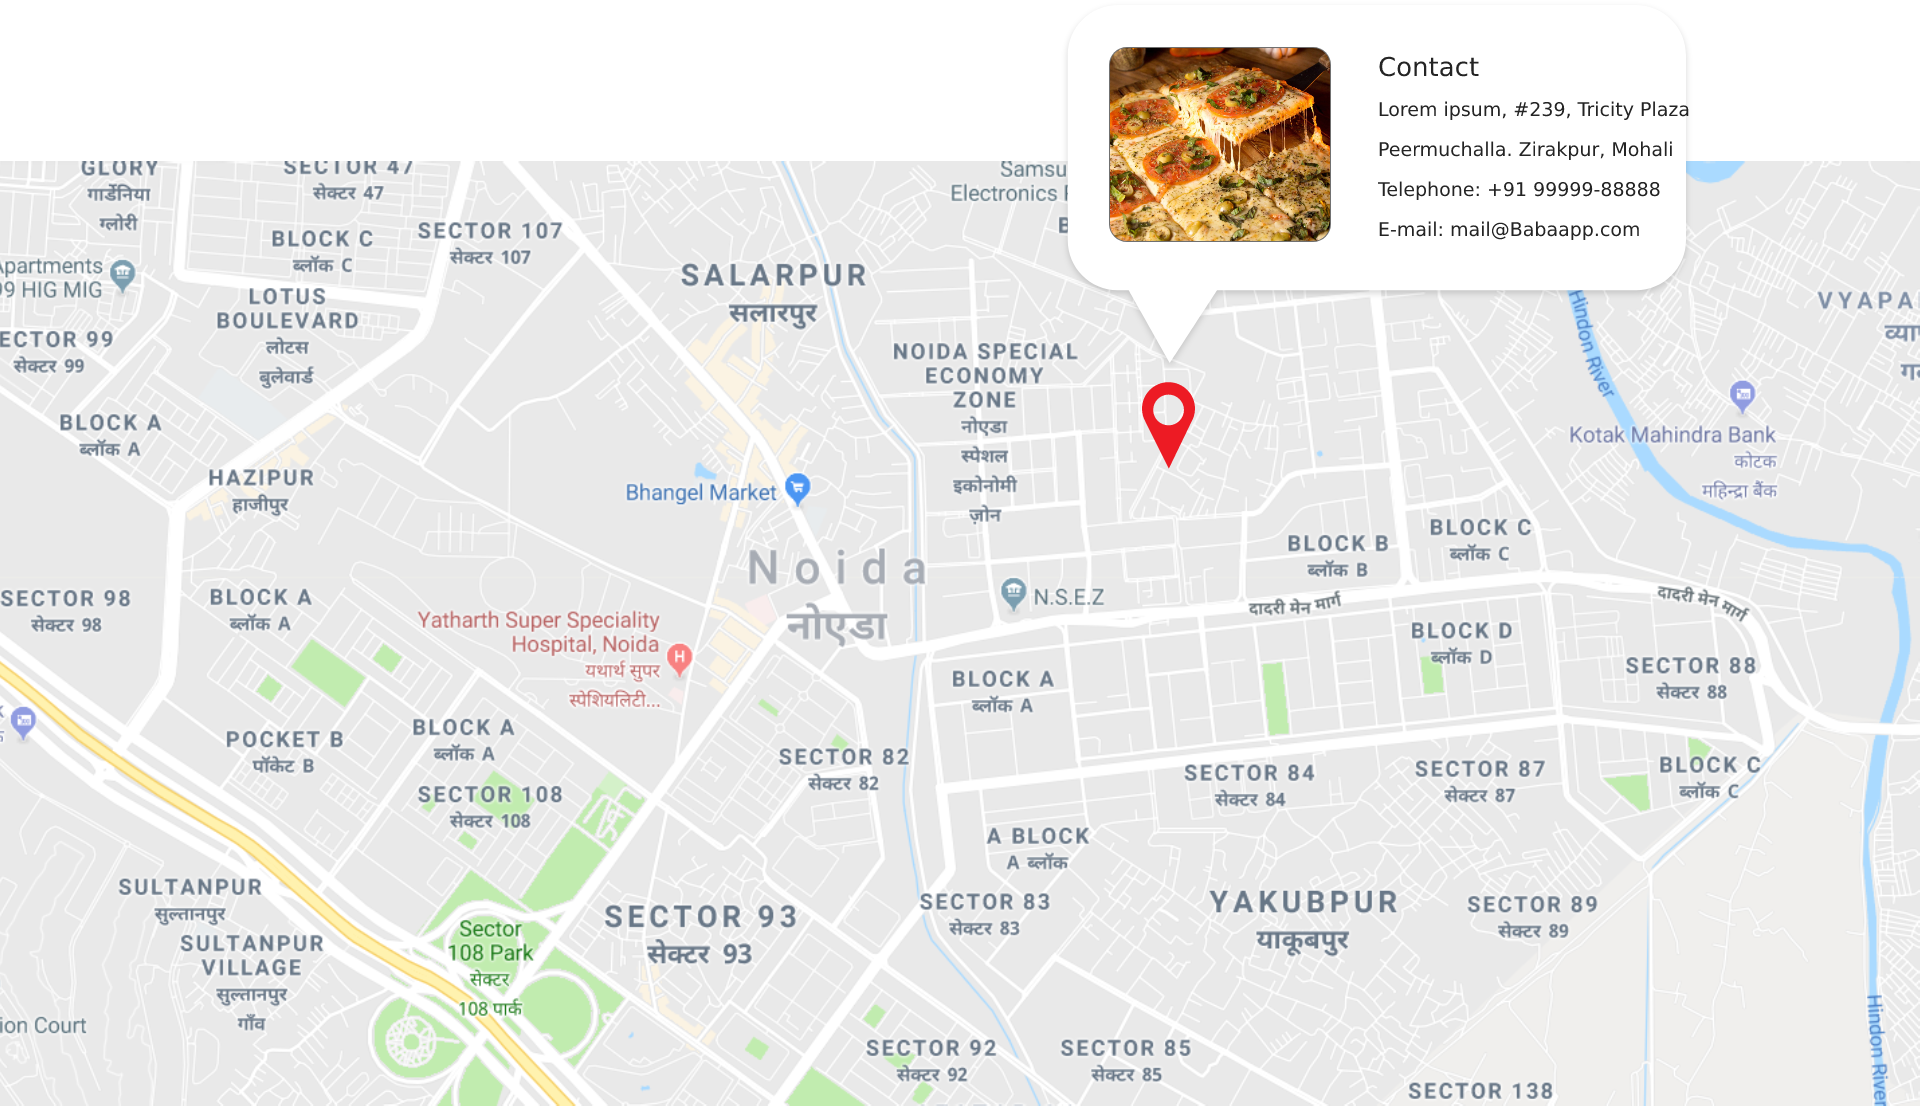 Contact
Lorem ipsum, #239, Tricity Plaza
Peermuchalla. Zirakpur, Mohali
Telephone: +91 99999-88888
E-mail: mail@Babaapp.com
GLORY
गार्डेनिया
ग्लोरी
SECTOR 47
सेक्टर 47
BLOCK C
ब्लॉक C
SECTOR 107
सेक्टर 107
Electronics
Apartments
99 HIG MIG
LOTUS
BOULEVARD
लोटस
बुलेवार्ड
SALARPUR
सलारपुर
SECTOR 99
सेक्टर 99
NOIDA SPECIAL
ECONOMY
ZONE
नोएडा
स्पेशल
इकोनोमी
ज़ोन
Hindon River
Kotak Mahindra Bank
कोटक
महिन्द्रा बैंक
BLOCK A
ब्लॉक A
HAZIPUR
हाजीपुर
Bhangel Market
Noida
नोएडा
BLOCK B
ब्लॉक B
BLOCK C
ब्लॉक C
N.S.E.Z
दादरी मेन मार्ग
दादरी मेन मार्ग
SECTOR 98
सेक्टर 98
BLOCK A
ब्लॉक A
Yatharth Super Speciality
Hospital, Noida
यथार्थ सुपर
स्पेशियलिटी...
BLOCK D
ब्लॉक D
SECTOR 88
सेक्टर 88
BLOCK A
ब्लॉक A
POCKET B
पॉकेट B
BLOCK A
ब्लॉक A
SECTOR 82
सेक्टर 82
SECTOR 84
सेक्टर 84
SECTOR 87
सेक्टर 87
BLOCK C
ब्लॉक C
SECTOR 108
सेक्टर 108
A BLOCK
A ब्लॉक
SULTANPUR
सुल्तानपुर
SECTOR 93
सेक्टर 93
SECTOR 83
सेक्टर 83
YAKUBPUR
याकूबपुर
SECTOR 89
सेक्टर 89
Sector
108 Park
सेक्टर
108 पार्क
SULTANPUR
VILLAGE
सुल्तानपुर
गाँव
ion Court
SECTOR 92
सेक्टर 92
SECTOR 85
सेक्टर 85
Hindon River
SECTOR 138